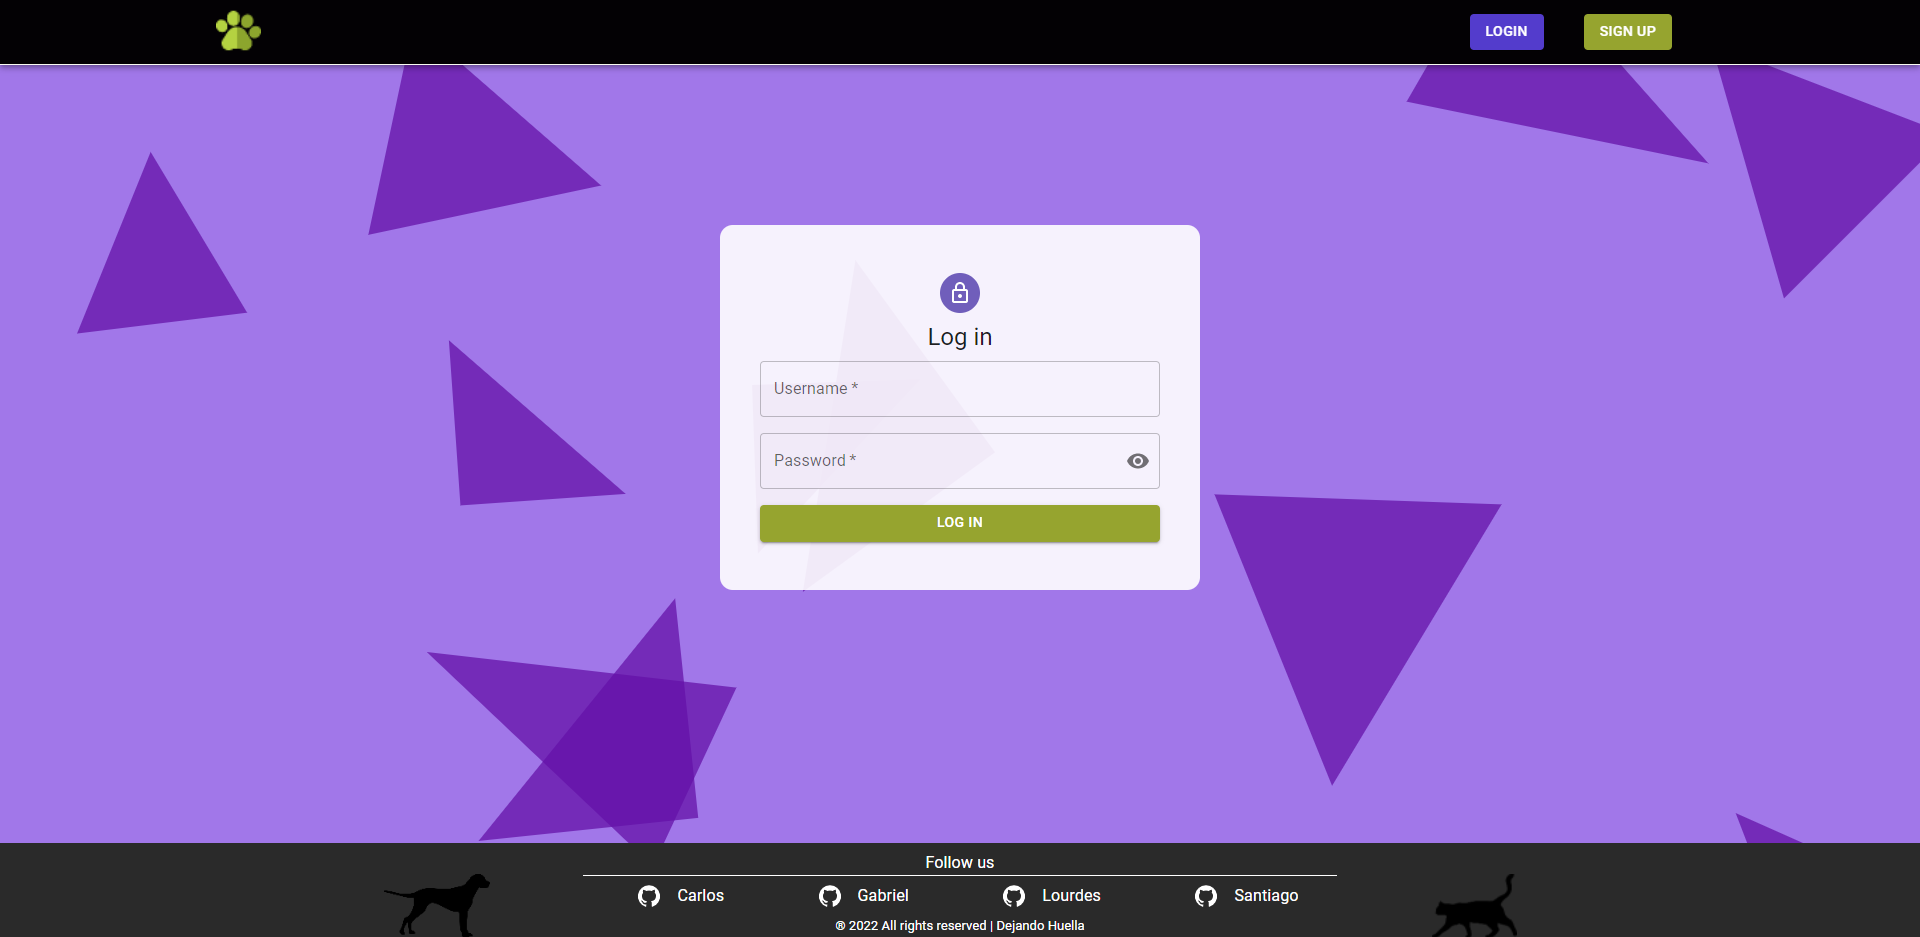 LOGIN
SIGN UP
Log in
Username *
Password *
LOG IN
Follow us
Carlos Gabriel Lourdes Santiago
® 2022 All rights reserved | Dejando Huella